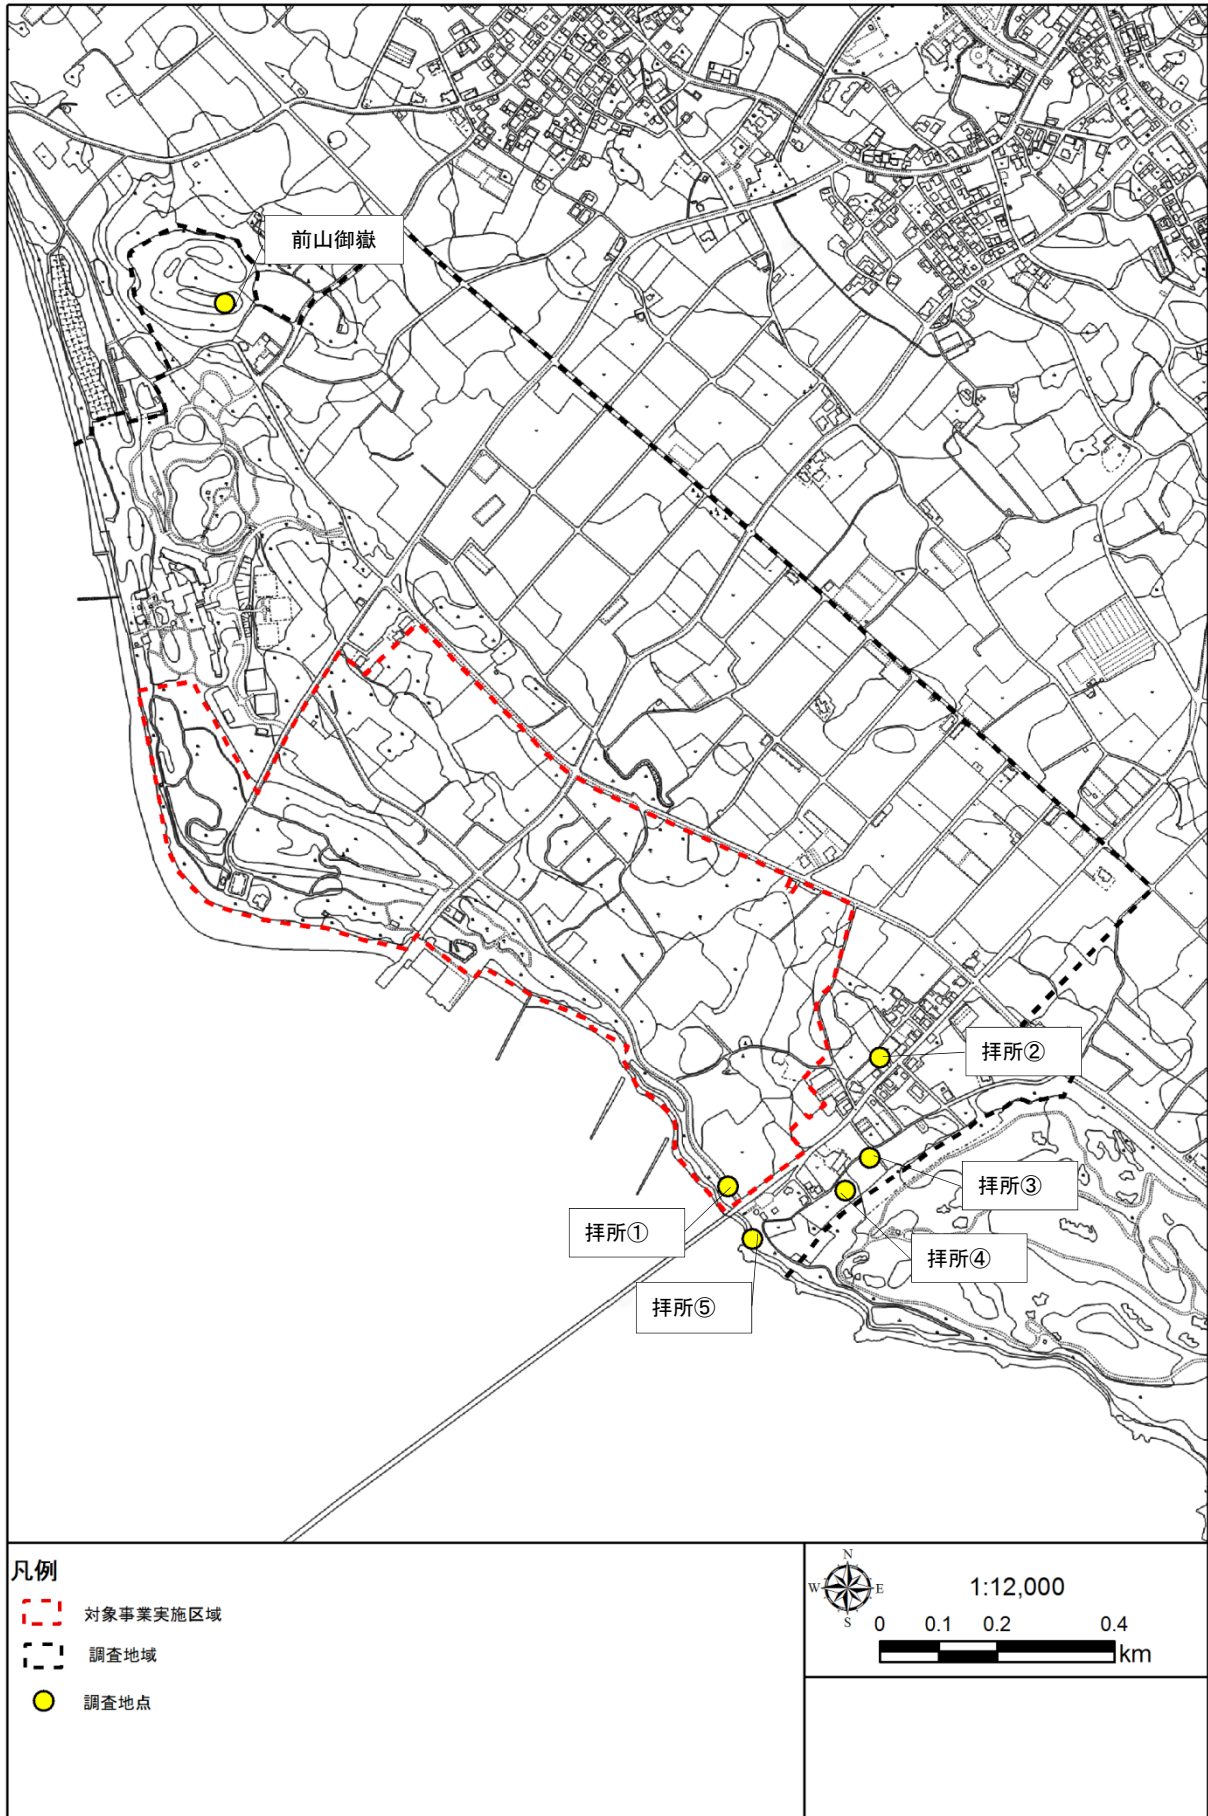 前山御嶽
拝所②
拝所③
拝所①
拝所④
拝所⑤
凡例
対象事業実施区域
調査地域
調査地点
N
W E
S
1:12,000
0 0.1 0.2 0.4
km